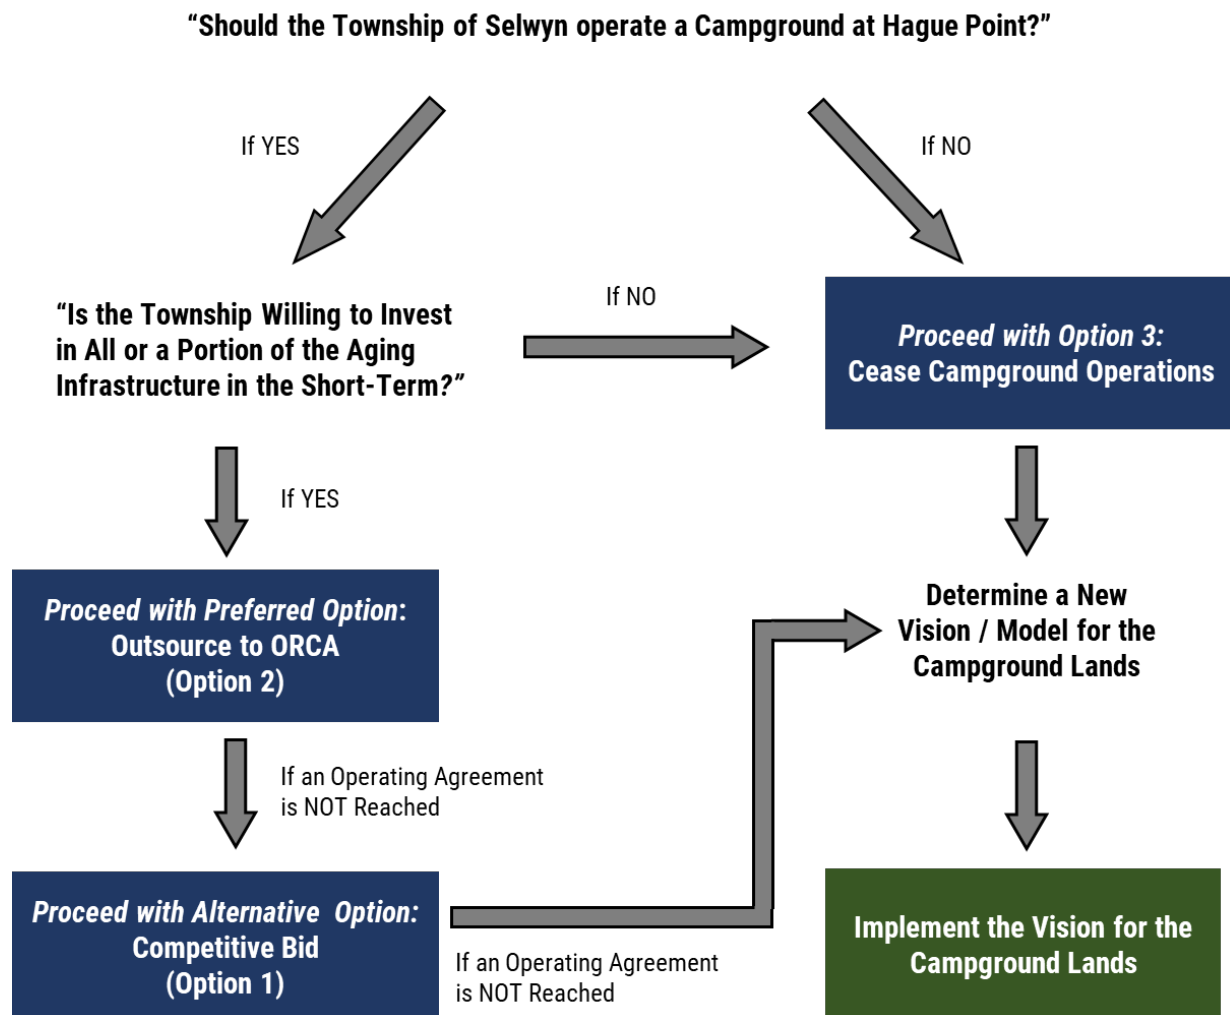 “Should the Township of Selwyn operate a Campground at Hague Point?”
If YES
If NO
“Is the Township Willing to Invest
in All or a Portion of the Aging
Infrastructure in the Short-Term?”
If NO
Proceed with Option 3:
Cease Campground Operations
If YES
Proceed with Preferred Option:
Outsource to ORCA
(Option 2)
Determine a New
Vision / Model for the
Campground Lands
If an Operating Agreement
is NOT Reached
Proceed with Alternative Option:
Competitive Bid
(Option 1)
If an Operating Agreement
is NOT Reached
Implement the Vision for the
Campground Lands